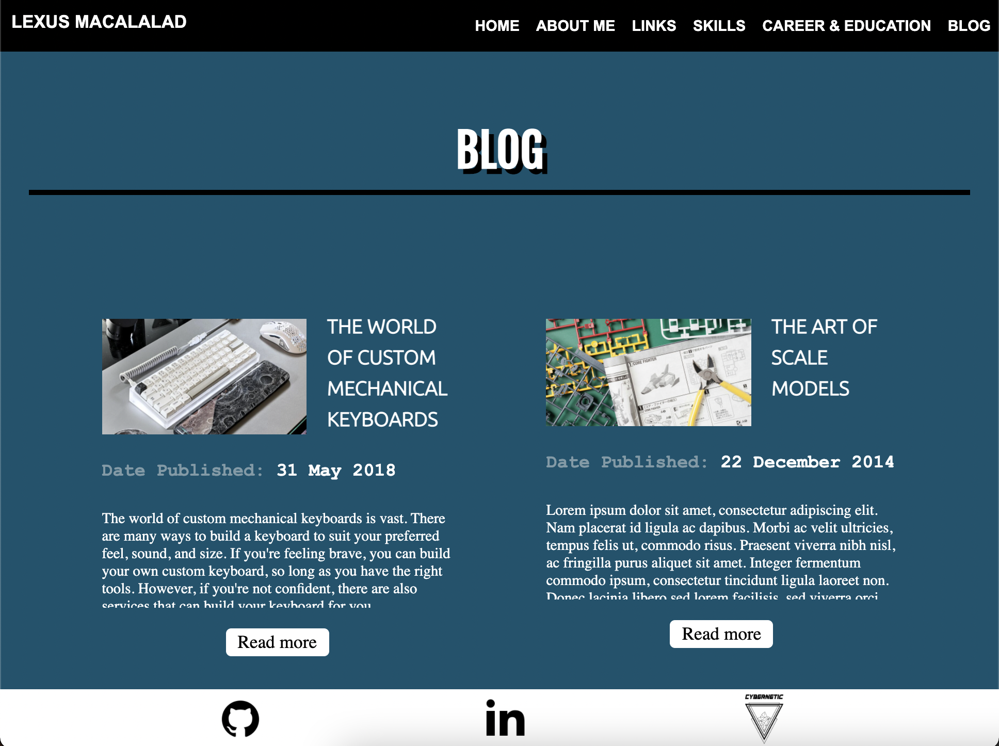 LEXUS MACALALAD
HOME ABOUT ME LINKS SKILLS CAREER & EDUCATION BLOG
BLOG
THE WORLD
OF CUSTOM
MECHANICAL
KEYBOARDS
Date Published: 31 May 2018
The world of custom mechanical keyboards is vast. There
are many ways to build a keyboard to suit your preferred
feel, sound, and size. If you're feeling brave, you can build
your own custom keyboard, so long as you have the right
tools. However, if you're not confident, there are also
services that can build your keyboard for you
Read more
CORE FIGHTER
THE ART OF
SCALE
MODELS
Date Published: 22 December 2014
Lorem ipsum dolor sit amet, consectetur adipiscing elit.
Nam placerat id ligula ac dapibus. Morbi ac velit ultricies,
tempus felis ut, commodo risus. Praesent viverra nibh nisl,
ac fringilla purus aliquet sit amet. Integer fermentum
commodo ipsum, consectetur tincidunt ligula laoreet non.
Donec lacinia libero sed lorem facilisis, sed viverra orci
Read more
in
CYBERNETIC